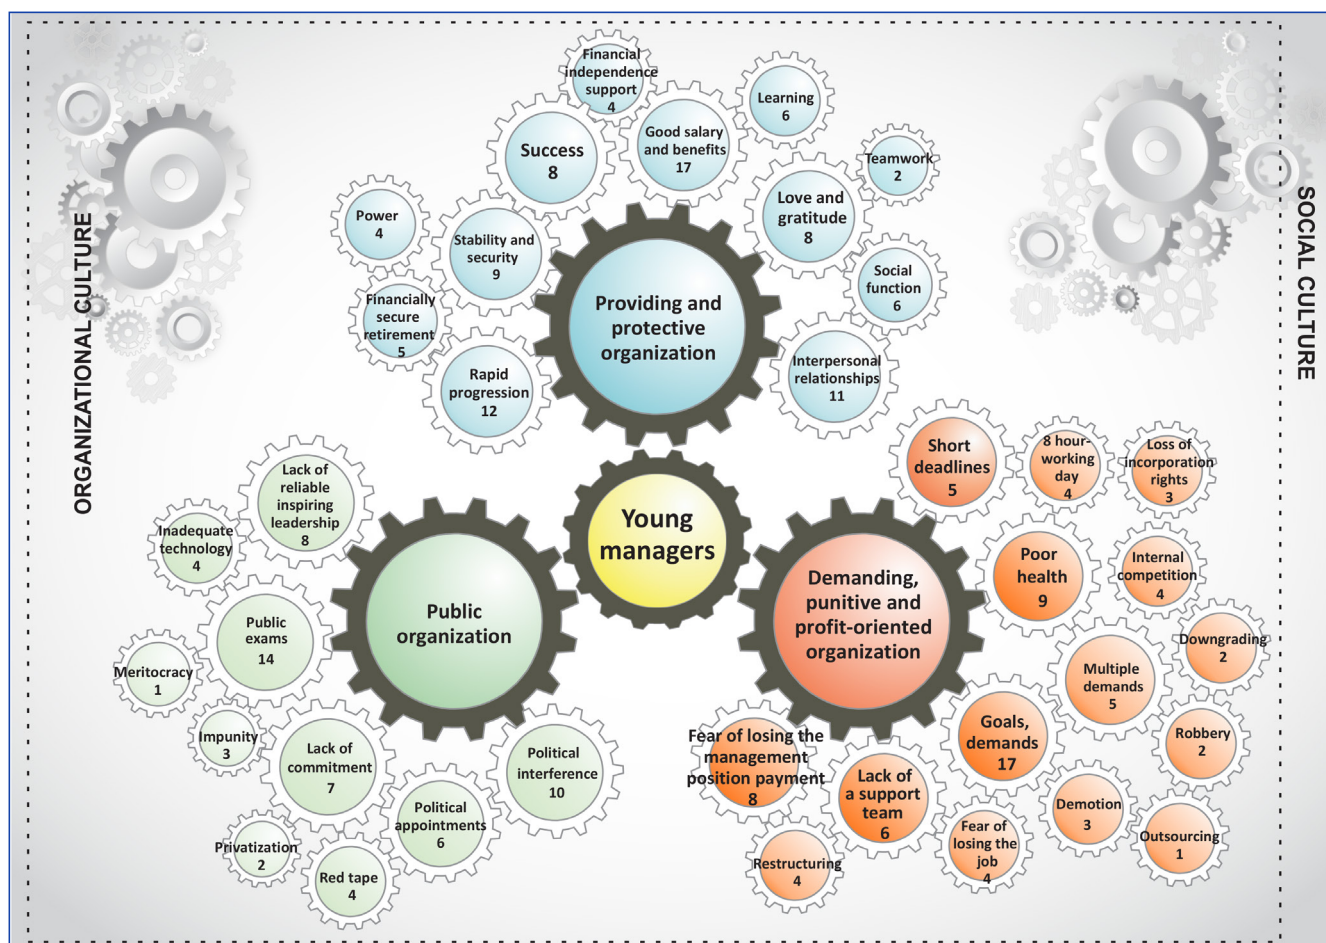 ORGANIZATIONAL CULTURE
SOCIAL CULTURE
Financial
independence
support
4
Good salary
and benefits
17
Learning
6
Success
8
Teamwork
2
Love and
gratitude
8
Power
4
Stability and
security
9
Social
function
6
Financially
secure
retirement
5
Rapid
progression
12
Interpersonal
relationships
11
Providing and
protective
organization
Young
managers
Lack of
reliable
inspiring
leadership
8
Inadequate
technology
4
Public
exams
14
Meritocracy
1
Impunity
3
Lack of
commitment
7
Political
interference
10
Political
appointments
6
Privatization
2
Red tape
4
Public
organization
Demanding,
punitive and
profit-oriented
organization
Short
deadlines
5
8 hour-
working
day
4
Loss of
incorporation
rights
3
Poor
health
9
Internal
competition
4
Downgrading
2
Multiple
demands
5
Goals,
demands
17
Robbery
2
Fear of losing the
management
position payment
8
Lack of
a support
team
6
Demotion
3
Outsourcing
1
Fear of
losing the
job
4
Restructuring
4